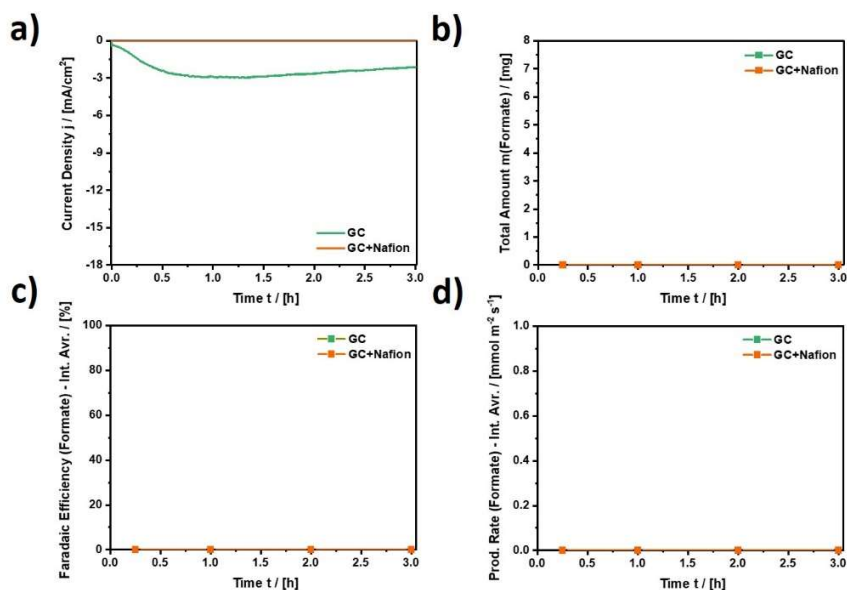 a)
0
-3
-6
-9
-12
-15
-18
Current Density j / [mA/cm²]
GC
GC+Nafion
0.0 0.5 1.0 1.5 2.0 2.5 3.0
Time t / [h]
b)
8
7
6
5
4
3
2
1
0
Total Amount m(Formate) / [mg]
GC
GC+Nafion
0.0 0.5 1.0 1.5 2.0 2.5 3.0
Time t / [h]
c)
100
80
60
40
20
0
Faradaic Efficiency (Formate) - Int. Avr. / [%]
GC
GC+Nafion
0.0 0.5 1.0 1.5 2.0 2.5 3.0
Time t / [h]
d)
1.0
0.8
0.6
0.4
0.2
0.0
Prod. Rate (Formate) - Int. Avr. / [mmol m⁻² s⁻¹]
GC
GC+Nafion
0.0 0.5 1.0 1.5 2.0 2.5 3.0
Time t / [h]